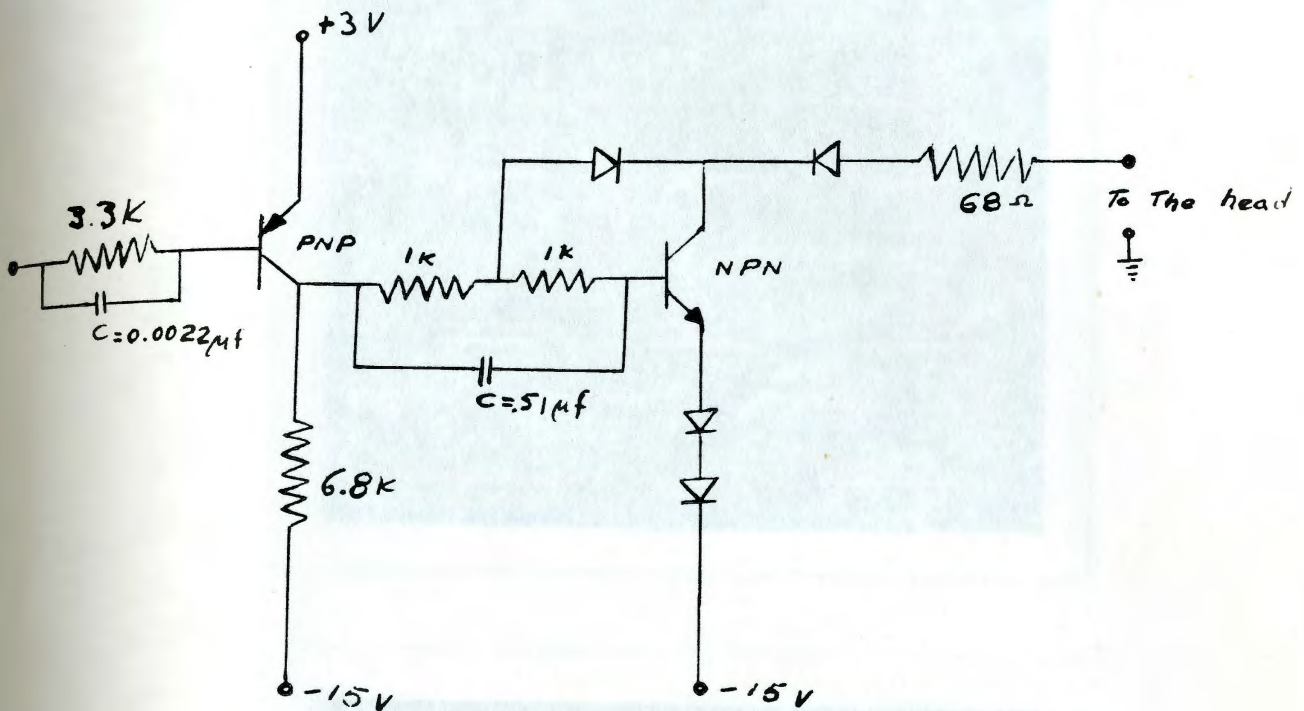 +3V
3.3K
PNP
C=0.0022μf
1K
1K
NPN
68Ω
To The head
C=.51μf
6.8K
-15V
-15V